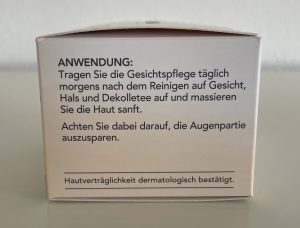 ANWENDUNG:
Tragen Sie die Gesichtspflege täglich
morgens nach dem Reinigen auf Gesicht,
Hals und Dekolletee auf und massieren
Sie die Haut sanft.
Achten Sie dabei darauf, die Augenpartie
auszusparen.
Hautverträglichkeit dermatologisch bestätigt.